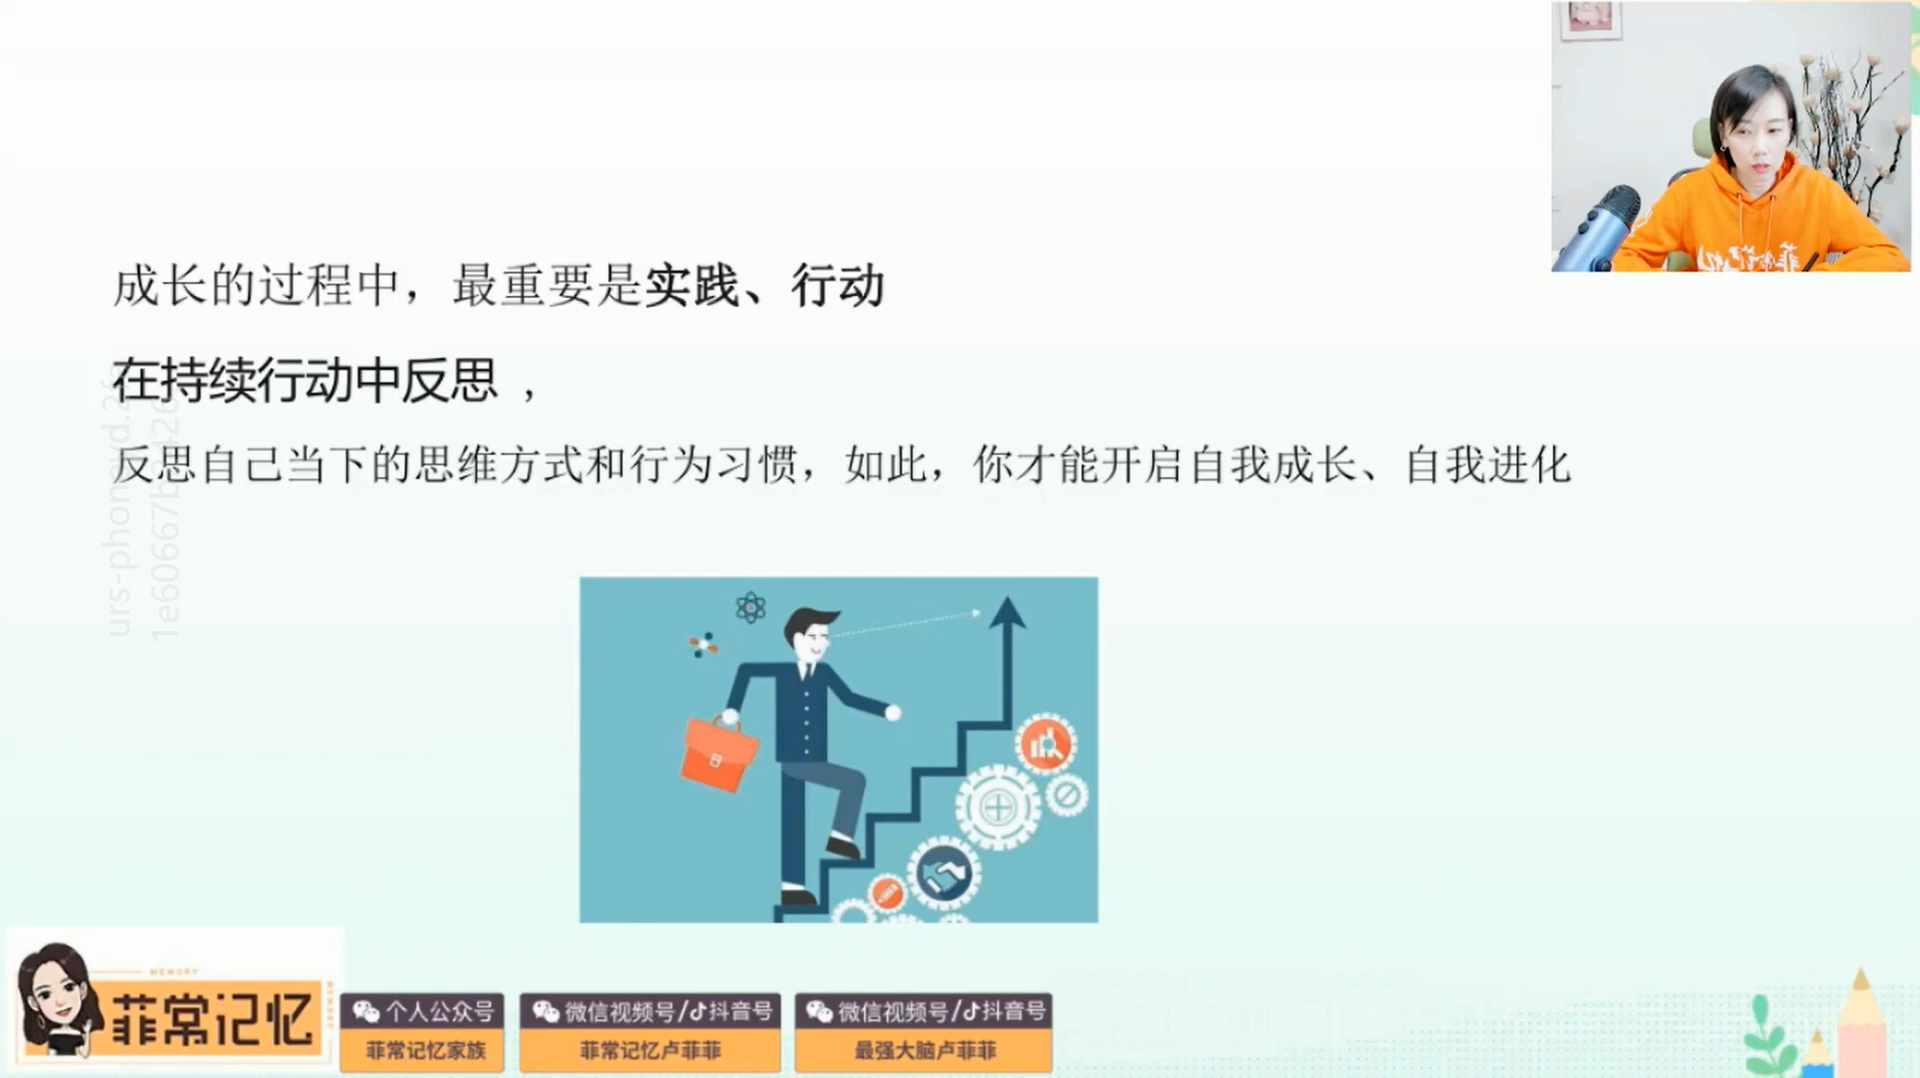 成长的过程中，最重要是实践、行动
在持续行动中反思 ，
反思自己当下的思维方式和行为习惯，如此，你才能开启自我成长、自我进化
urs-phon
1e60667b
MEMORY
菲常记忆
个人公众号
菲常记忆家族
微信视频号/抖音号
菲常记忆卢菲菲
微信视频号/抖音号
最强大脑卢菲菲